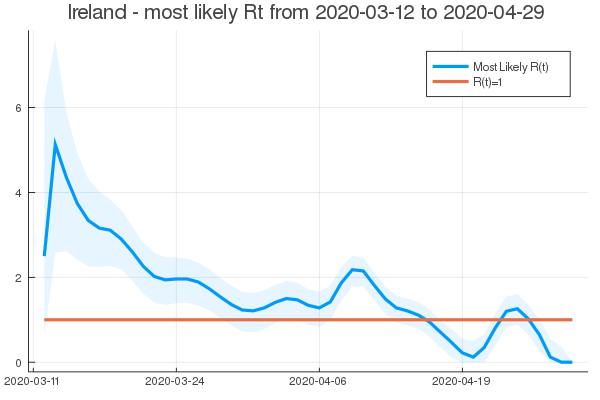 Ireland - most likely Rt from 2020-03-12 to 2020-04-29
Most Likely R(t)
R(t)=1
6
4
2
0
2020-03-11
2020-03-24
2020-04-06
2020-04-19